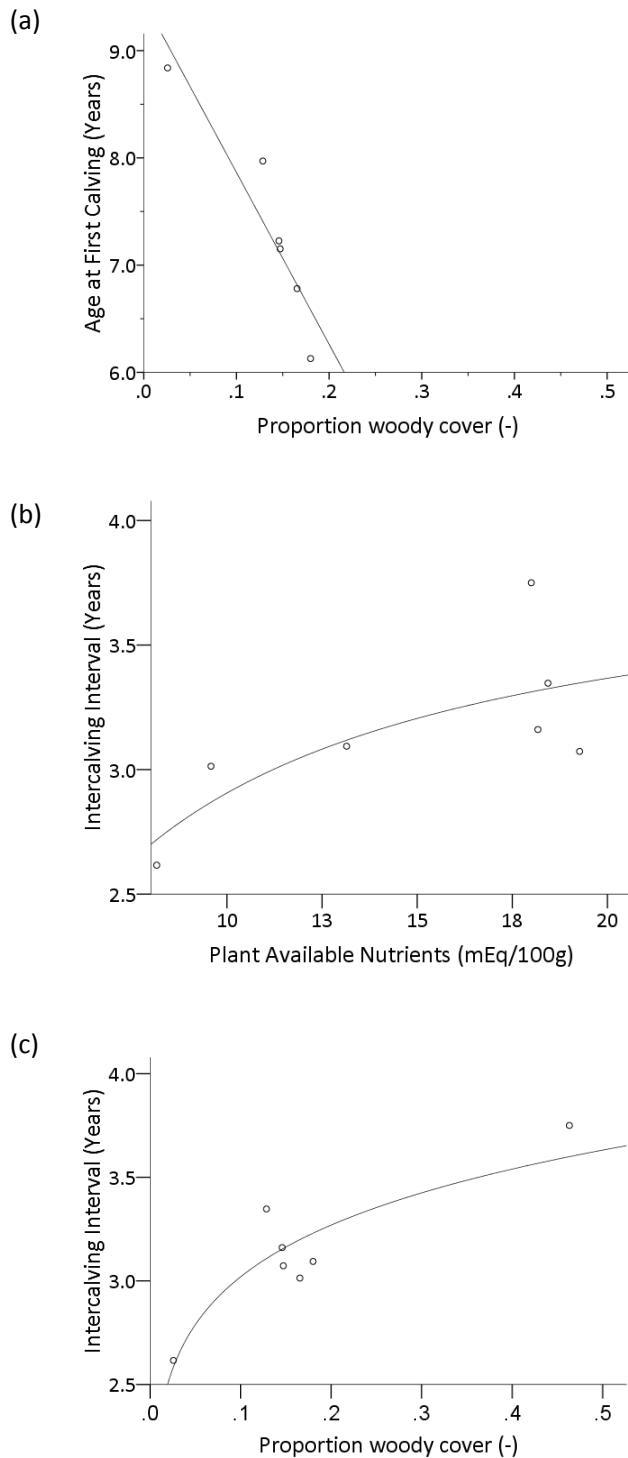 (a)
Age at First Calving (Years)
9.0
8.0
7.0
6.0
.0 .1 .2 .3 .4 .5
Proportion woody cover (-)
(b)
Intercalving Interval (Years)
4.0
3.5
3.0
2.5
10 13 15 18 20
Plant Available Nutrients (mEq/100g)
(c)
Intercalving Interval (Years)
4.0
3.5
3.0
2.5
.0 .1 .2 .3 .4 .5
Proportion woody cover (-)